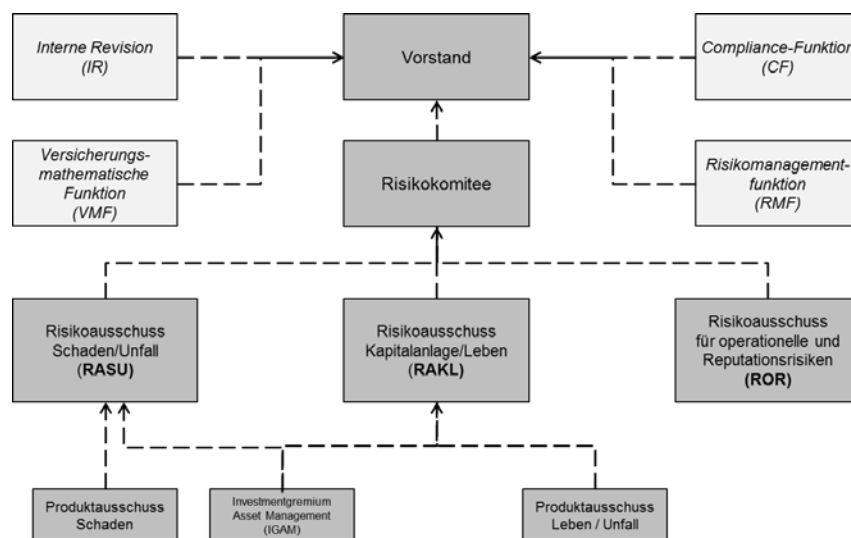 Interne Revision
(IR)
Vorstand
Compliance-Funktion
(CF)
Versicherungs-
mathematische
Funktion
(VMF)
Risikokomitee
Risikomanagement-
funktion
(RMF)
Risikoausschuss
Schaden/Unfall
(RASU)
Risikoausschuss
Kapitalanlage/Leben
(RAKL)
Risikoausschuss
für operationelle und
Reputationsrisiken
(ROR)
Produktausschuss
Schaden
Investmentgremium
Asset Management
(IGAM)
Produktausschuss
Leben / Unfall